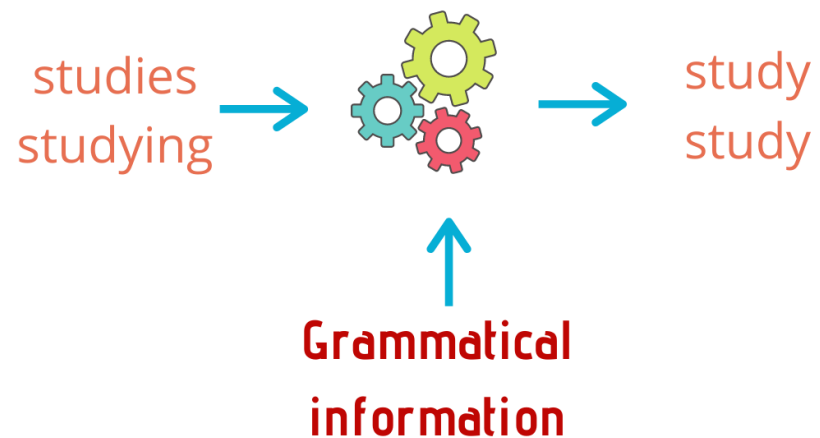 studies
studying
study
study
Grammatical
information